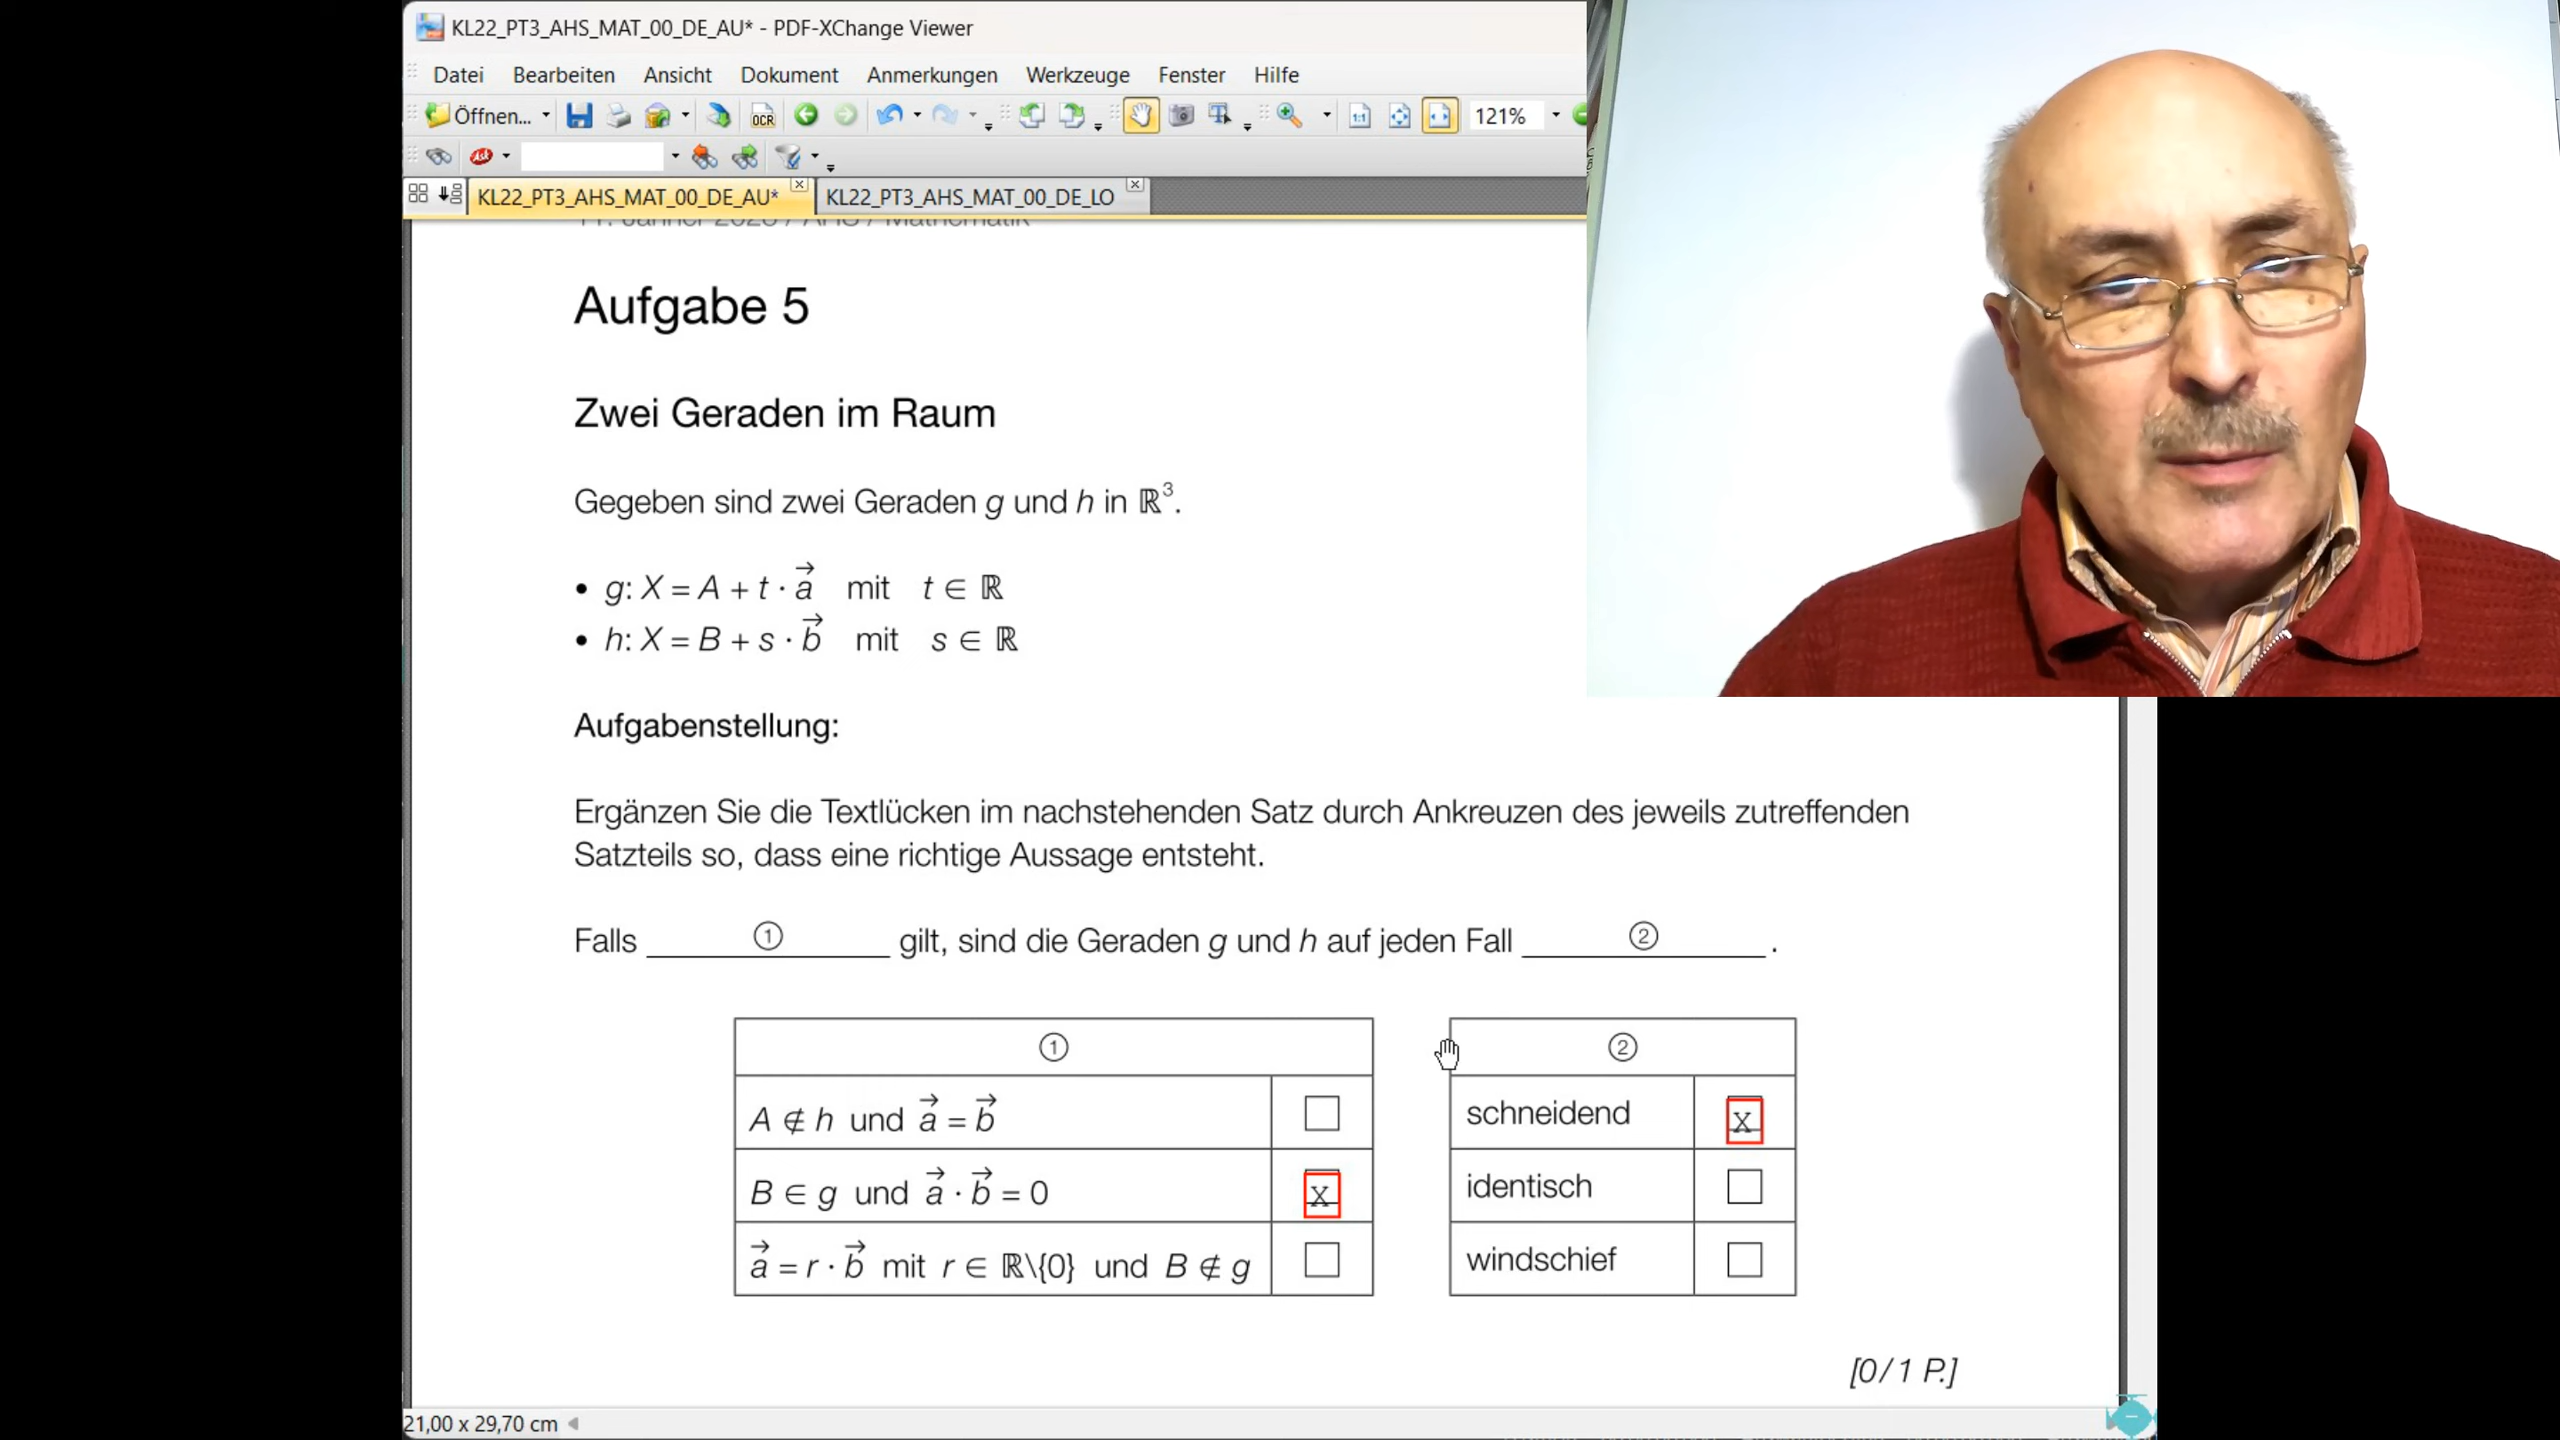 KL22_PT3_AHS_MAT_00_DE_AU* - PDF-XChange Viewer
Datei Bearbeiten Ansicht Dokument Anmerkungen Werkzeuge Fenster Hilfe
Öffnen... OCR 1:1 121%
Ask
KL22_PT3_AHS_MAT_00_DE_AU* KL22_PT3_AHS_MAT_00_DE_LO
Aufgabe 5
Zwei Geraden im Raum
Gegeben sind zwei Geraden g und h in ℝ³.
• g: X = A + t · a⃗ mit t ∈ ℝ
• h: X = B + s · b⃗ mit s ∈ ℝ
Aufgabenstellung:
Ergänzen Sie die Textlücken im nachstehenden Satz durch Ankreuzen des jeweils zutreffenden
Satzteils so, dass eine richtige Aussage entsteht.
Falls ① gilt, sind die Geraden g und h auf jeden Fall ② .
①
A ∉ h und a⃗ = b⃗
B ∈ g und a⃗ · b⃗ = 0 x
a⃗ = r · b⃗ mit r ∈ ℝ\{0} und B ∉ g
②
schneidend x
identisch
windschief
[0/1 P.]
21,00 x 29,70 cm